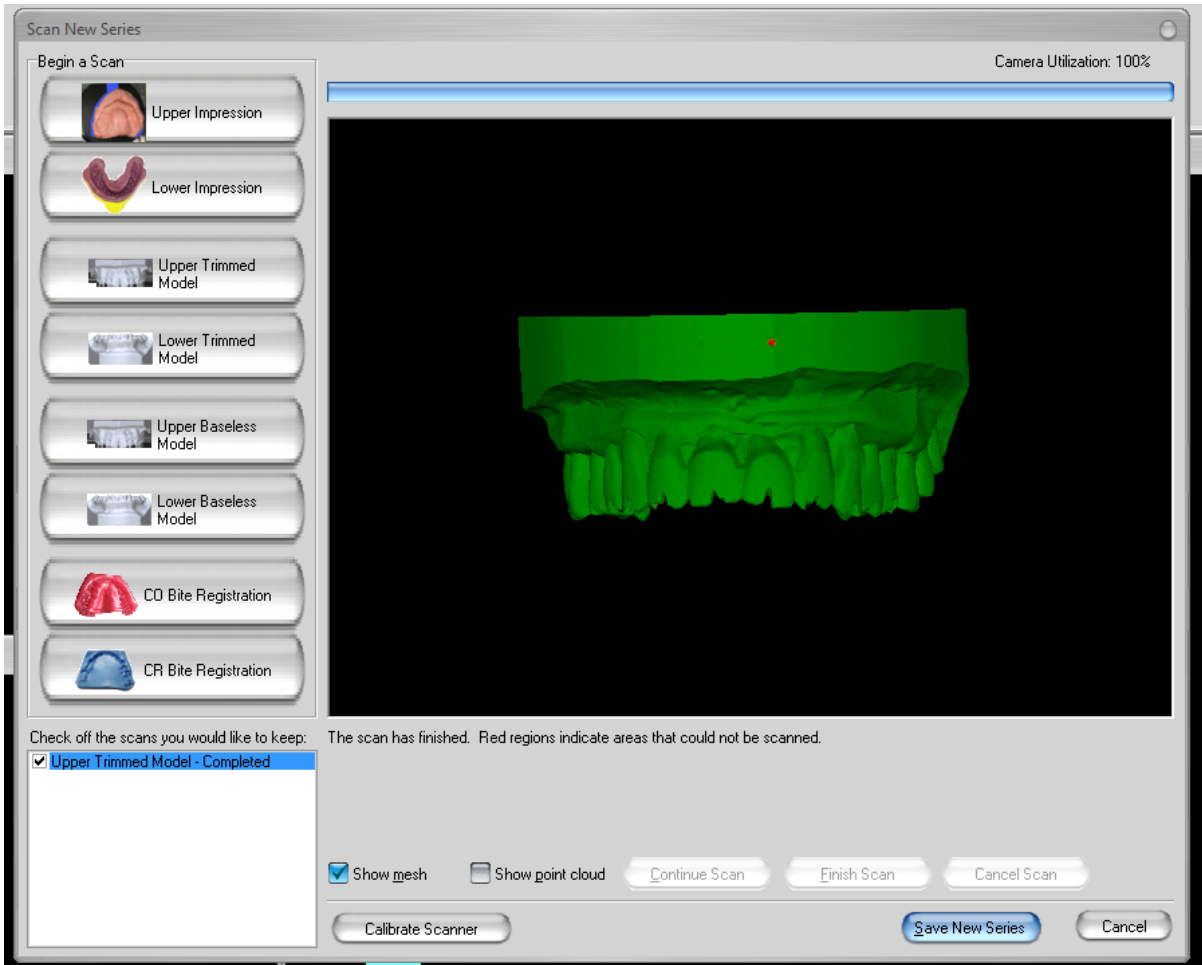 Scan New Series
Begin a Scan
Camera Utilization: 100%
Upper Impression
Lower Impression
Upper Trimmed
Model
Lower Trimmed
Model
Upper Baseless
Model
Lower Baseless
Model
CO Bite Registration
CR Bite Registration
Check off the scans you would like to keep:
Upper Trimmed Model - Completed
The scan has finished. Red regions indicate areas that could not be scanned.
Show mesh
Show point cloud
Continue Scan
Finish Scan
Cancel Scan
Calibrate Scanner
Save New Series
Cancel